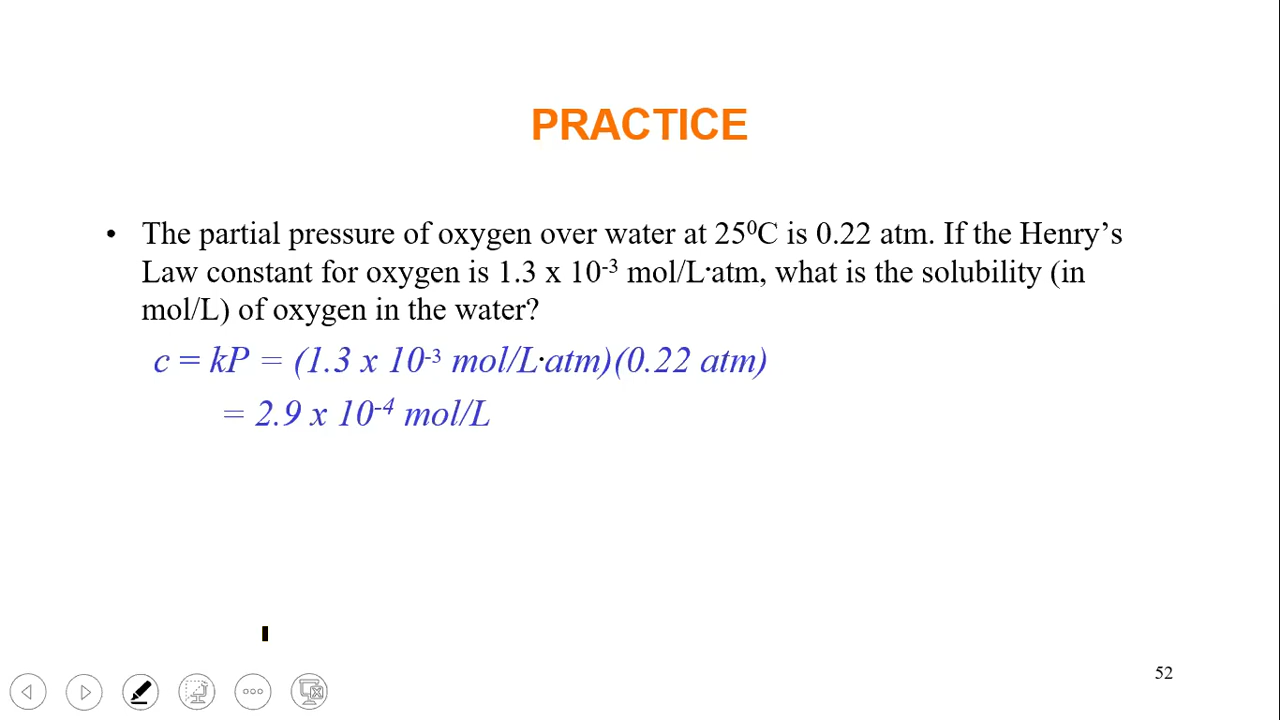 PRACTICE
• The partial pressure of oxygen over water at 25⁰C is 0.22 atm. If the Henry’s
Law constant for oxygen is 1.3 x 10⁻³ mol/L·atm, what is the solubility (in
mol/L) of oxygen in the water?
c = kP = (1.3 x 10⁻³ mol/L·atm)(0.22 atm)
= 2.9 x 10⁻⁴ mol/L
52